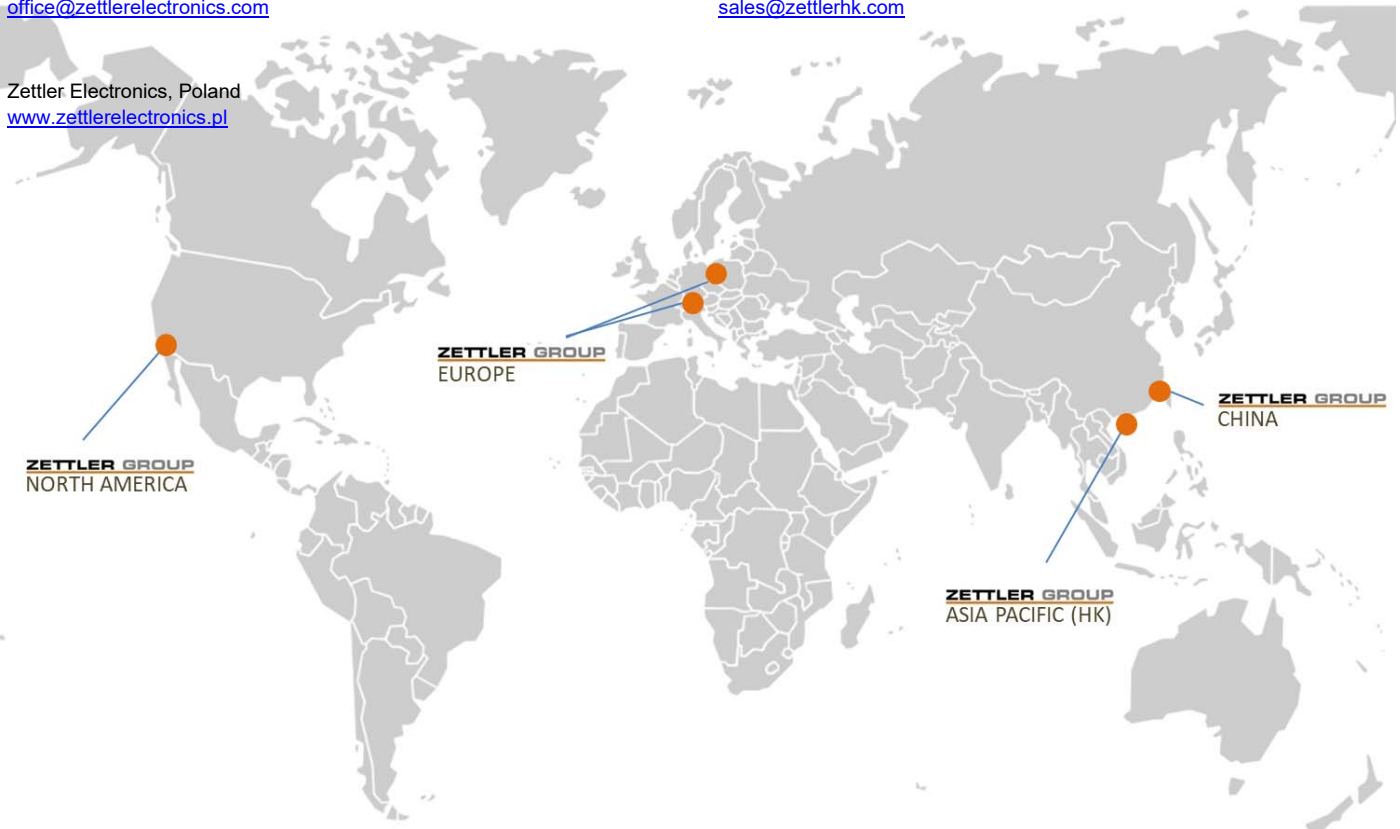 office@zettlerelectronics.com
sales@zettlerhk.com
Zettler Electronics, Poland
www.zettlerelectronics.pl
ZETTLER GROUP
EUROPE
ZETTLER GROUP
CHINA
ZETTLER GROUP
NORTH AMERICA
ZETTLER GROUP
ASIA PACIFIC (HK)